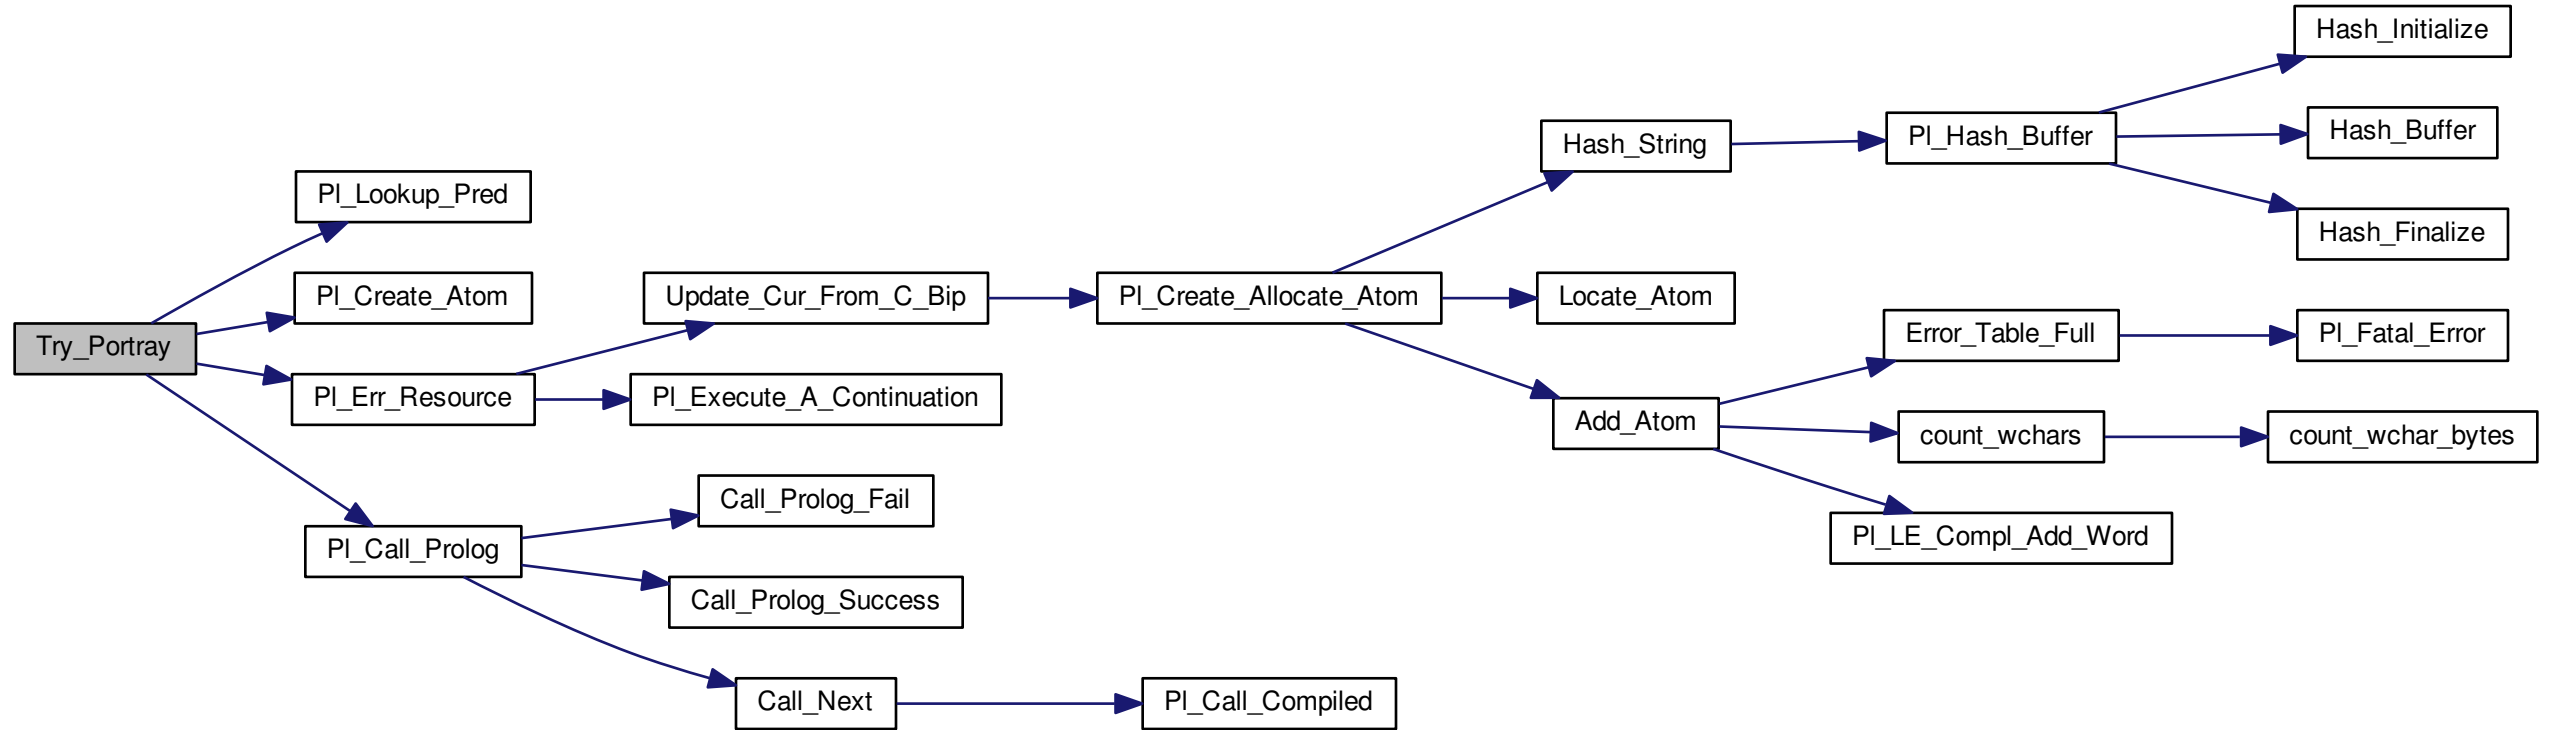 Try_Portray
Pl_Lookup_Pred
Pl_Create_Atom
Pl_Err_Resource
Pl_Call_Prolog
Update_Cur_From_C_Bip
Pl_Execute_A_Continuation
Call_Prolog_Fail
Call_Prolog_Success
Call_Next
Pl_Create_Allocate_Atom
Pl_Call_Compiled
Hash_String
Locate_Atom
Add_Atom
Pl_Hash_Buffer
Error_Table_Full
count_wchars
Pl_LE_Compl_Add_Word
Hash_Initialize
Hash_Buffer
Hash_Finalize
Pl_Fatal_Error
count_wchar_bytes